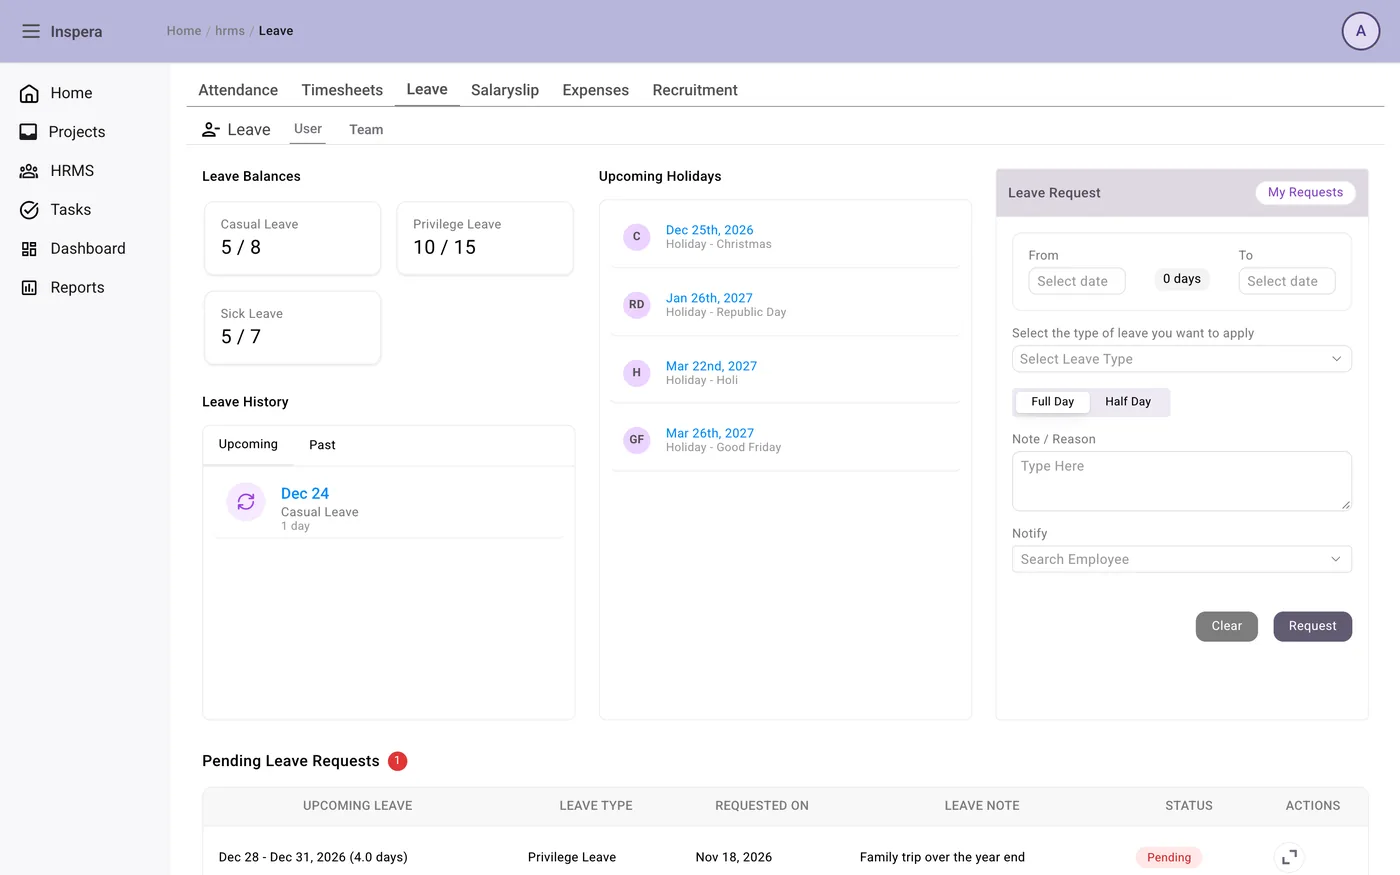 Inspera
Home / hrms / Leave
A
Home
Projects
HRMS
Tasks
Dashboard
Reports
Attendance Timesheets Leave Salaryslip Expenses Recruitment
Leave User Team
Leave Balances
Casual Leave
5 / 8
Privilege Leave
10 / 15
Sick Leave
5 / 7
Leave History
Upcoming Past
Dec 24
Casual Leave
1 day
Upcoming Holidays
C
Dec 25th, 2026
Holiday - Christmas
RD
Jan 26th, 2027
Holiday - Republic Day
H
Mar 22nd, 2027
Holiday - Holi
GF
Mar 26th, 2027
Holiday - Good Friday
Leave Request My Requests
From To
Select date 0 days Select date
Select the type of leave you want to apply
Select Leave Type
Full Day Half Day
Note / Reason
Type Here
Notify
Search Employee
Clear Request
Pending Leave Requests 1
UPCOMING LEAVE LEAVE TYPE REQUESTED ON LEAVE NOTE STATUS ACTIONS
Dec 28 - Dec 31, 2026 (4.0 days) Privilege Leave Nov 18, 2026 Family trip over the year end Pending